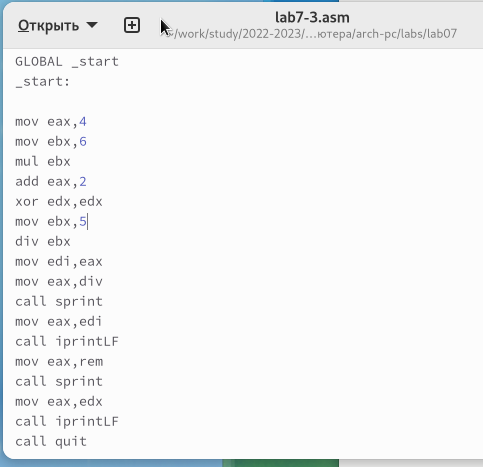 Открыть
lab7-3.asm
~/work/study/2022-2023/…ютера/arch-pc/labs/lab07
GLOBAL _start
_start:
mov eax,4
mov ebx,6
mul ebx
add eax,2
xor edx,edx
mov ebx,5
div ebx
mov edi,eax
mov eax,div
call sprint
mov eax,edi
call iprintLF
mov eax,rem
call sprint
mov eax,edx
call iprintLF
call quit